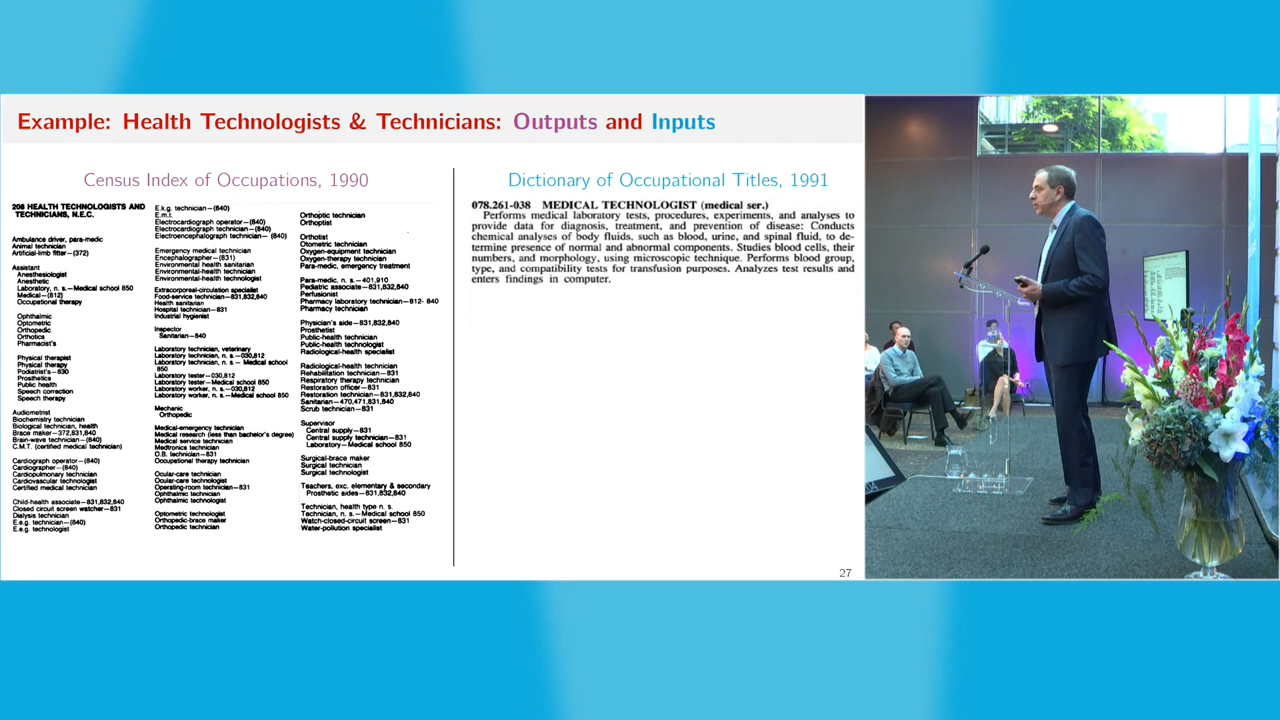 Example: Health Technologists & Technicians: Outputs and Inputs
Census Index of Occupations, 1990
208 HEALTH TECHNOLOGISTS AND
TECHNICIANS, N.E.C.
Ambulance driver, para-medic
Animal technician
Artificial-limb fitter—(372)
Assistant
Anesthesiologist
Anesthetic
Laboratory, n. s.—Medical school 850
Medical—(812)
Occupational therapy
Ophthalmic
Optometric
Orthopedic
Orthotics
Pharmacist's
Physical therapist
Physical therapy
Podiatrist's—830
Prosthetics
Public health
Speech correction
Speech therapy
Audiometrist
Biochemistry technician
Biological technician, health
Brace maker—372,831,840
Brain-wave technician—(840)
C.M.T. (certified medical technician)
Cardiograph operator—(840)
Cardiographer—(840)
Cardiopulmonary technician
Cardiovascular technician
Certified medical technician
Child-health associate—831,832,840
Closed circuit screen watcher—831
Dialysis technician
E.e.g. technician—(840)
E.e.g. technologist
E.k.g. technician—(840)
E.m.t.
Electrocardiograph operator—(840)
Electrocardiograph technician—(840)
Electroencephalograph technician— (840)
Emergency medical technician
Encephalographer—(831)
Environmental health sanitarian
Environmental-health technician
Environmental-health technologist
Extracorporeal-circulation specialist
Food-service technician—831,832,840
Health sanitarian
Hospital technician—831
Industrial hygienist
Inspector
Sanitarian—840
Laboratory technician, veterinary
Laboratory technician, n. s.—030,812
Laboratory technician, n. s.— Medical school
850
Laboratory tester—030,812
Laboratory tester—Medical school 850
Laboratory worker, n. s.—030,812
Laboratory worker, n. s.—Medical school 850
Mechanic
Orthopedic
Medical-emergency technician
Medical research (less than bachelor's degree)
Medical service technician
Medtronics technician
O.B. technician—831
Occupational therapy technician
Ocular-care technician
Ocular-care technologist
Operating-room technician—831
Ophthalmic technician
Ophthalmic technologist
Optometric technologist
Orthopedic-brace maker
Orthopedic technician
Orthoptic technician
Orthoptist
Orthotist
Otometric technician
Oxygen-equipment technician
Oxygen-therapy technician
Para-medic, emergency treatment
Para-medic, n. s.—401,910
Pediatric associate—831,832,840
Perfusionist
Pharmacy laboratory technician—812- 840
Pharmacy technician
Physician's aide—831,832,840
Prosthetist
Public-health technician
Public-health technologist
Radiological-health specialist
Radiological-health technician
Rehabilitation technician—831
Respiratory therapy technician
Restoration officer—831
Restoration technician—831,832,840
Sanitarian—470,471,831,840
Scrub technician—831
Supervisor
Central supply—831
Central supply technician—831
Laboratory—Medical school 850
Surgical-brace maker
Surgical technician
Surgical technologist
Teachers, exc. elementary & secondary
Prosthetic aides—831,832,840
Technician, health type n. s.
Technician, n. s.—Medical school 850
Watch-closed-circuit screen—831
Water-pollution specialist
Dictionary of Occupational Titles, 1991
078.261-038 MEDICAL TECHNOLOGIST (medical ser.)
Performs medical laboratory tests, procedures, experiments, and analyses to
provide data for diagnosis, treatment, and prevention of disease: Conducts
chemical analyses of body fluids, such as blood, urine, and spinal fluid, to de-
termine presence of normal and abnormal components. Studies blood cells, their
numbers, and morphology, using microscopic technique. Performs blood group,
type, and compatibility tests for transfusion purposes. Analyzes test results and
enters findings in computer.
27